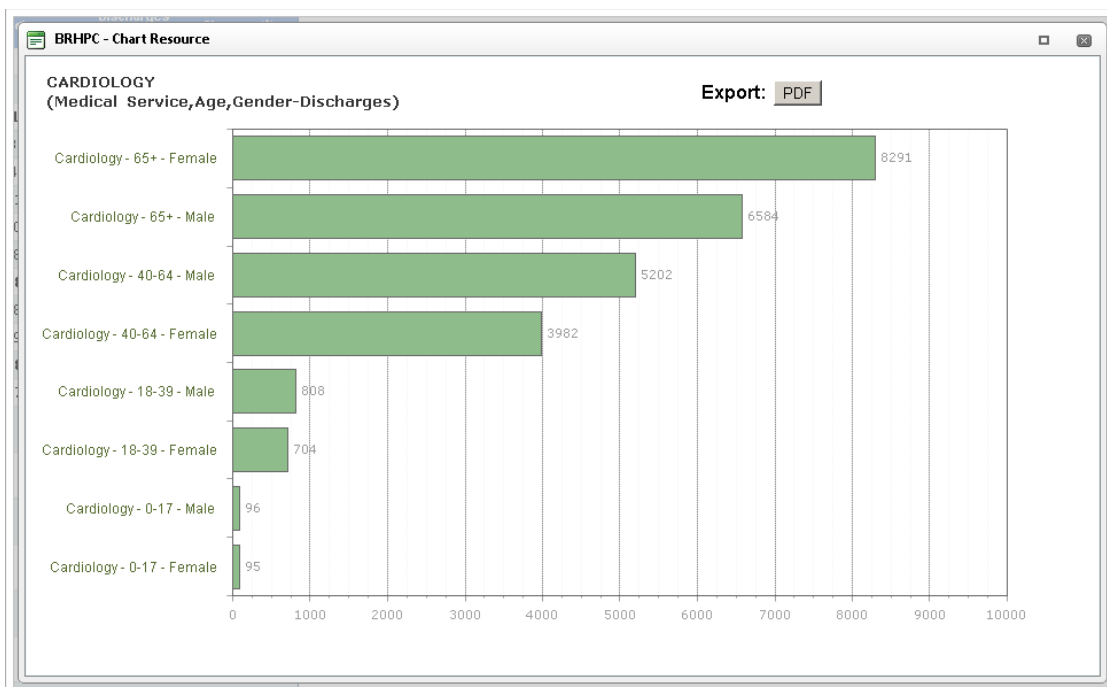 Discharges
BRHPC - Chart Resource
CARDIOLOGY
(Medical Service,Age,Gender-Discharges)
Export: PDF
Cardiology - 65+ - Female 8291
Cardiology - 65+ - Male 6584
Cardiology - 40-64 - Male 5202
Cardiology - 40-64 - Female 3982
Cardiology - 18-39 - Male 808
Cardiology - 18-39 - Female 704
Cardiology - 0-17 - Male 96
Cardiology - 0-17 - Female 95
0 1000 2000 3000 4000 5000 6000 7000 8000 9000 10000